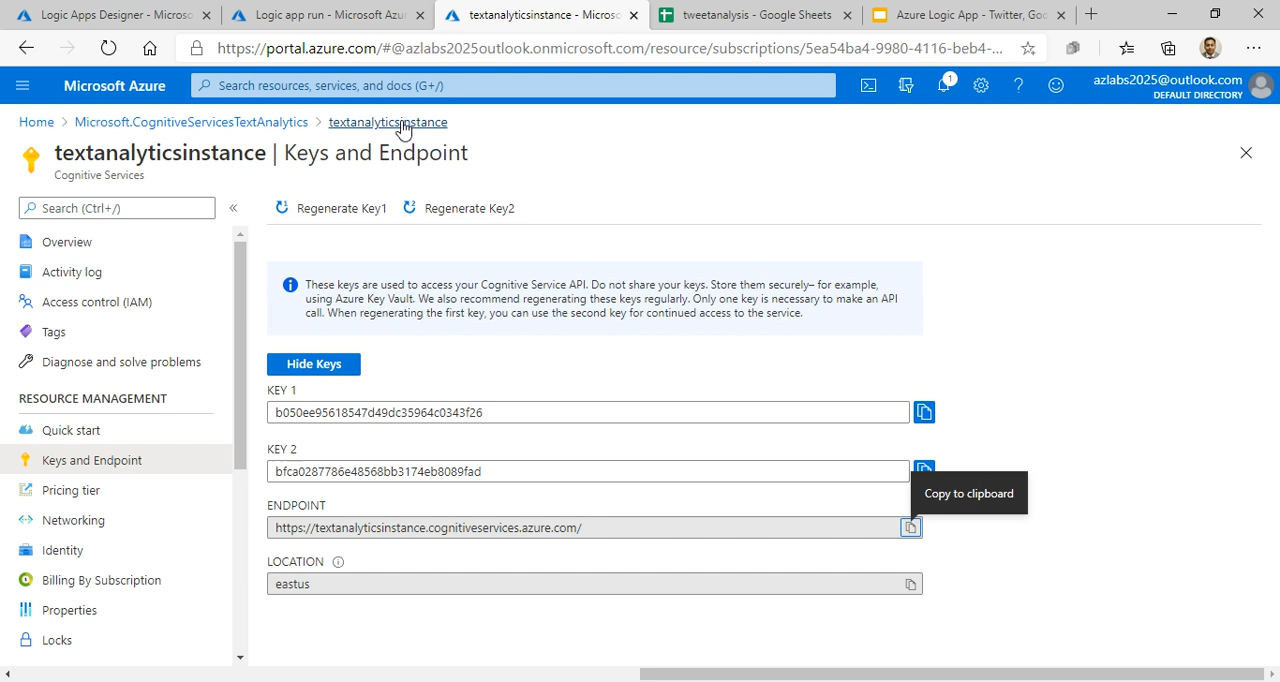 Logic Apps Designer - Microso
Logic app run - Microsoft Azu
textanalyticsinstance - Microso
tweetanalysis - Google Sheets
Azure Logic App - Twitter, Goo
https://portal.azure.com/#@azlabs2025outlook.onmicrosoft.com/resource/subscriptions/5ea54ba4-9980-4116-beb4-...
Microsoft Azure
Search resources, services, and docs (G+/)
1
azlabs2025@outlook.com
DEFAULT DIRECTORY
Home > Microsoft.CognitiveServicesTextAnalytics > textanalyticsinstance
textanalyticsinstance | Keys and Endpoint
Cognitive Services
Search (Ctrl+/)
Overview
Activity log
Access control (IAM)
Tags
Diagnose and solve problems
RESOURCE MANAGEMENT
Quick start
Keys and Endpoint
Pricing tier
Networking
Identity
Billing By Subscription
Properties
Locks
Regenerate Key1
Regenerate Key2
These keys are used to access your Cognitive Service API. Do not share your keys. Store them securely– for example,
using Azure Key Vault. We also recommend regenerating these keys regularly. Only one key is necessary to make an API
call. When regenerating the first key, you can use the second key for continued access to the service.
Hide Keys
KEY 1
b050ee95618547d49dc35964c0343f26
KEY 2
bfca0287786e48568bb3174eb8089fad
Copy to clipboard
ENDPOINT
https://textanalyticsinstance.cognitiveservices.azure.com/
LOCATION
eastus